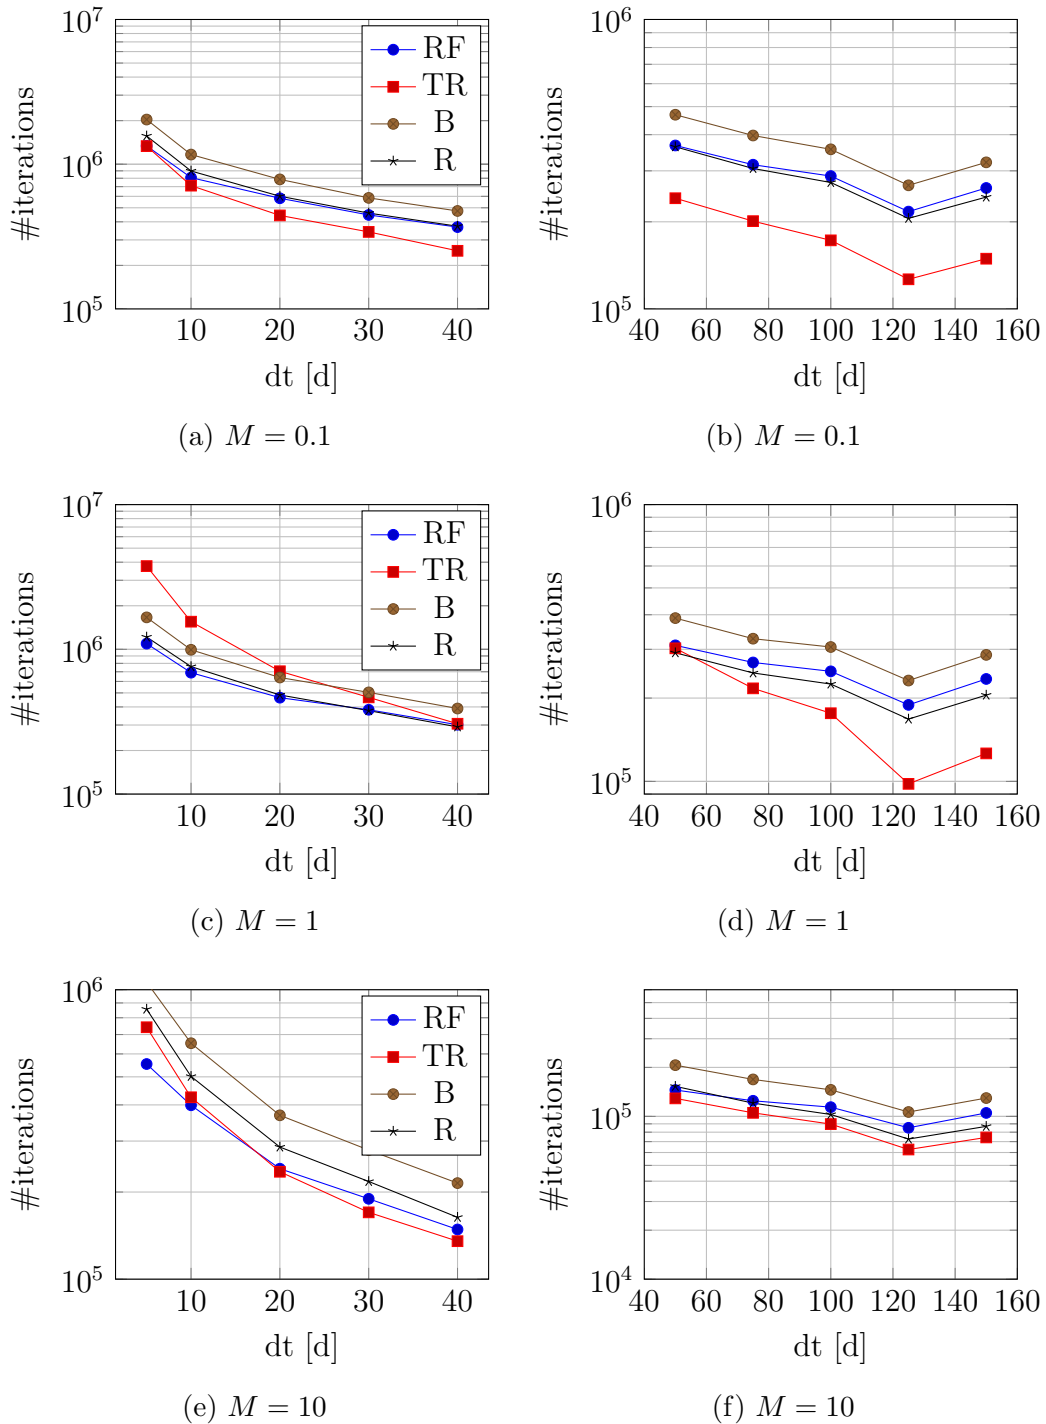 10^7
10^6
10^5
#iterations
RF
TR
B
R
10 20 30 40
dt [d]
(a) M = 0.1
10^6
10^5
#iterations
40 60 80 100 120 140 160
dt [d]
(b) M = 0.1
10^7
10^6
10^5
#iterations
RF
TR
B
R
10 20 30 40
dt [d]
(c) M = 1
10^6
10^5
#iterations
40 60 80 100 120 140 160
dt [d]
(d) M = 1
10^6
10^5
#iterations
RF
TR
B
R
10 20 30 40
dt [d]
(e) M = 10
10^5
10^4
#iterations
40 60 80 100 120 140 160
dt [d]
(f) M = 10